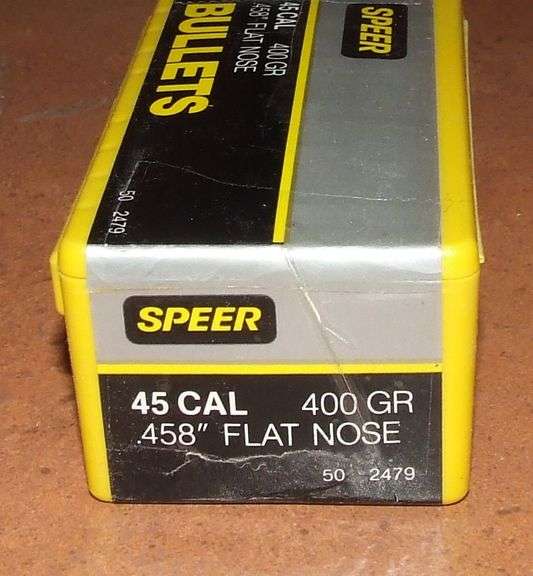 SPEER
45 CAL 400 GR
.458" FLAT NOSE
BULLETS
50 2479
SPEER
45 CAL 400 GR
.458" FLAT NOSE
50 2479